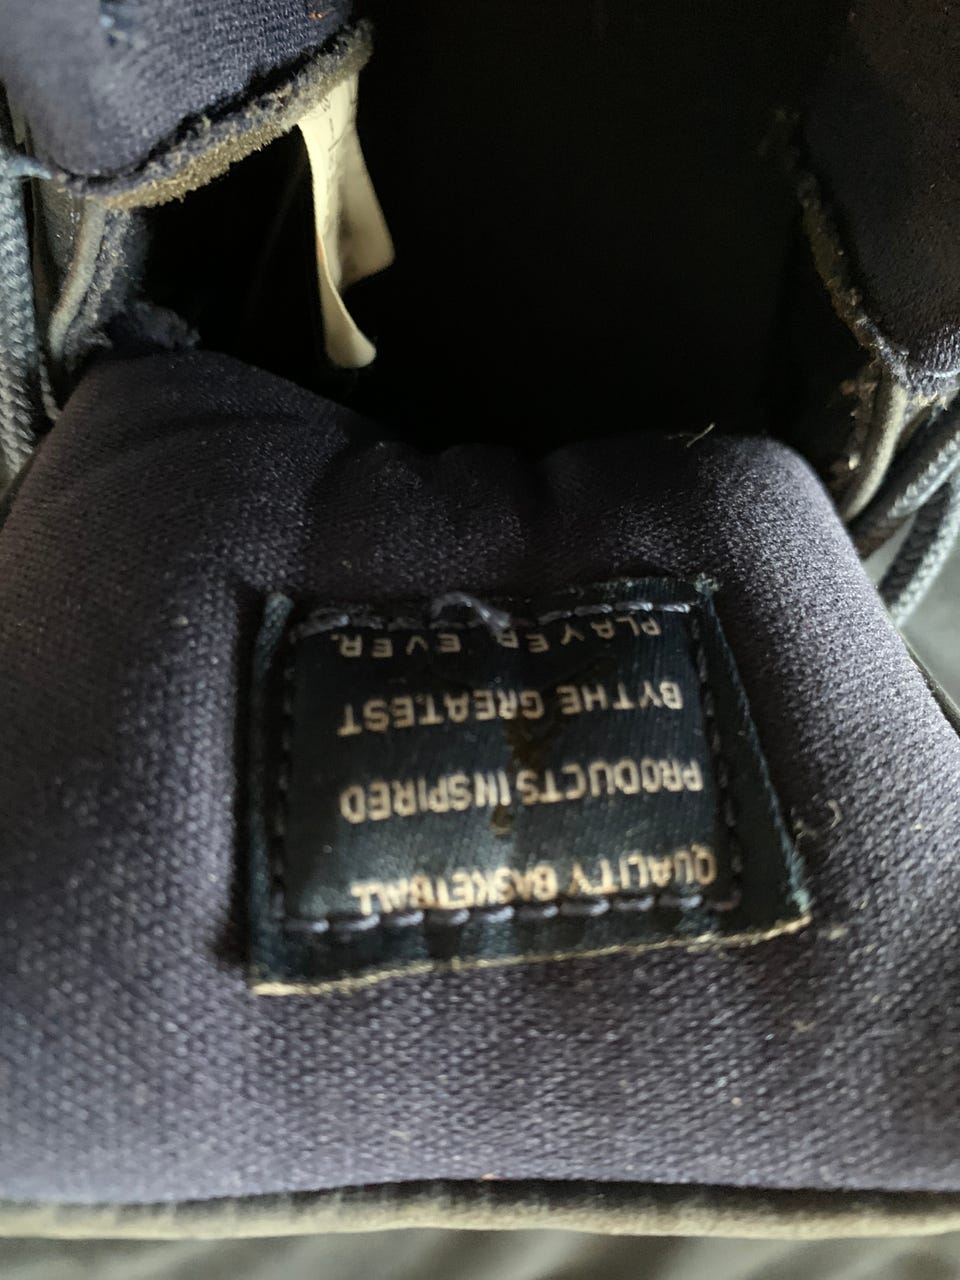 QUALITY BASKETBALL
PRODUCTS INSPIRED
BY THE GREATEST
PLAYER EVER.